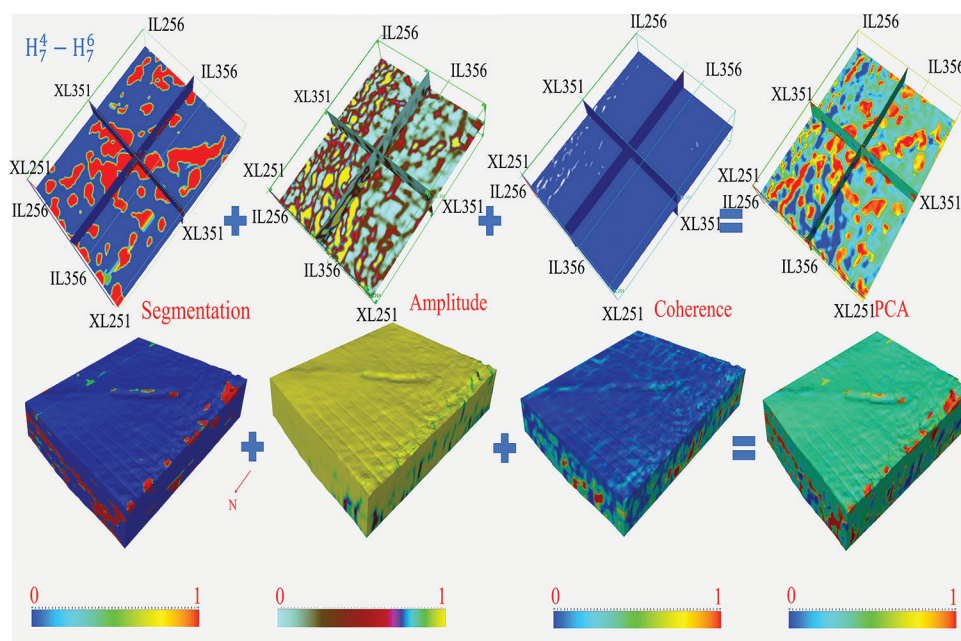 H₇⁴ − H₇⁶
IL256
IL356
XL351
XL251
IL256
XL351
IL356
XL251
Segmentation
IL256
IL356
XL351
XL251
IL256
XL351
IL356
XL251
Amplitude
IL256
IL356
XL351
XL251
IL256
XL351
IL356
XL251
Coherence
IL256
IL356
XL351
XL251
IL256
XL351
IL356
XL251
PCA
+
+
=
+
+
=
N
0 1
0 1
0 1
0 1